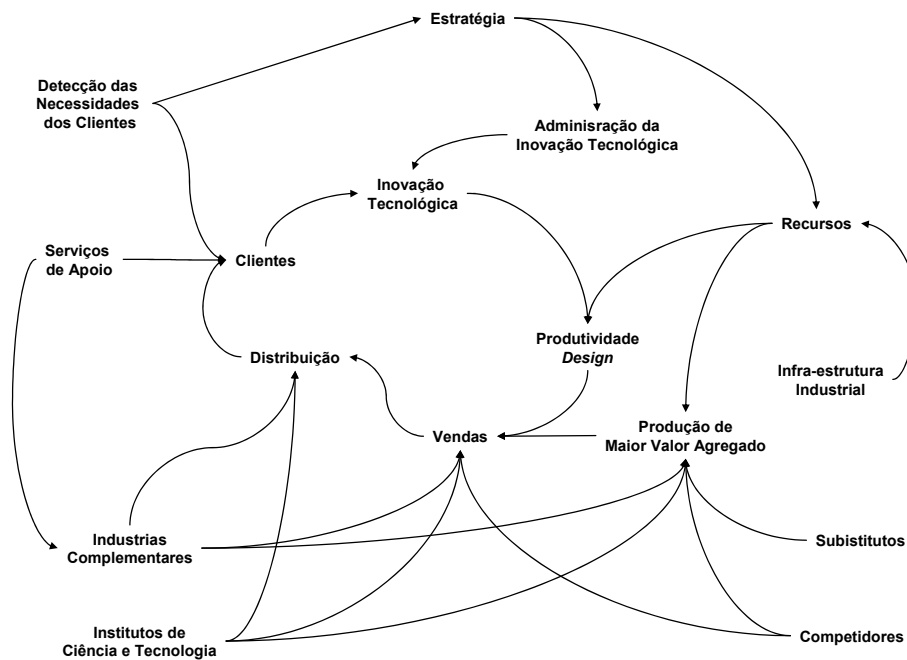 Estratégia
Detecção das
Necessidades
dos Clientes
Adminisração da
Inovação Tecnológica
Inovação
Tecnológica
Recursos
Serviços
de Apoio
Clientes
Produtividade
Design
Distribuição
Infra-estrutura
Industrial
Vendas
Produção de
Maior Valor Agregado
Industrias
Complementares
Subistitutos
Institutos de
Ciência e Tecnologia
Competidores